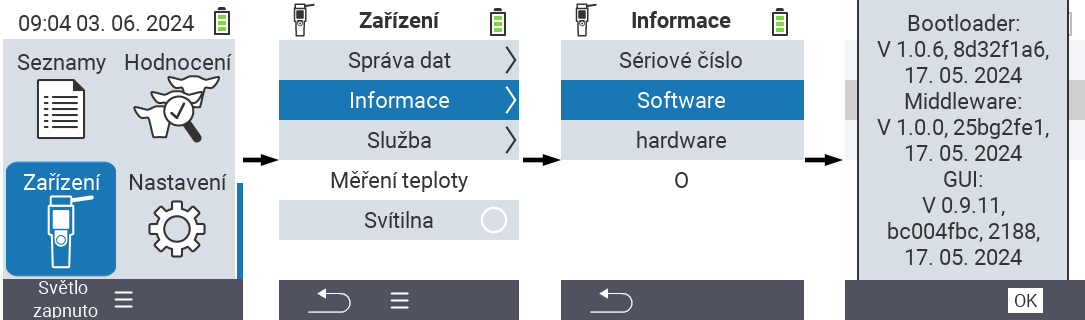 09:04 03. 06. 2024
Seznamy Hodnocení
Zařízení Nastavení
Světlo
zapnuto
Zařízení
Správa dat
Informace
Služba
Měření teploty
Svítilna
Informace
Sériové číslo
Software
hardware
O
Bootloader:
V 1.0.6, 8d32f1a6,
17. 05. 2024
Middleware:
V 1.0.0, 25bg2fe1,
17. 05. 2024
GUI:
V 0.9.11,
bc004fbc, 2188,
17. 05. 2024
OK